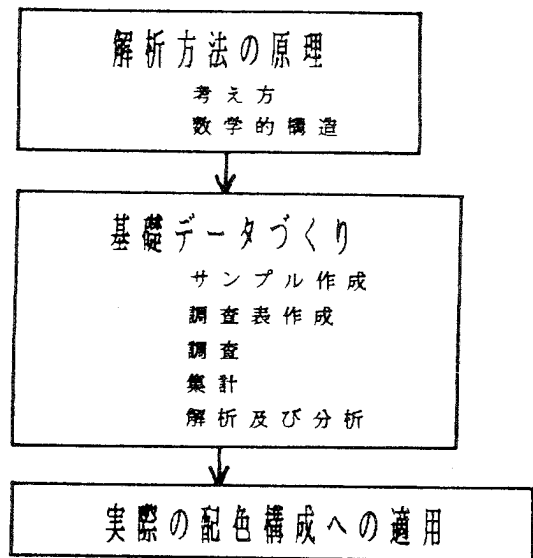 解析方法の原理
考え方
数学的構造
基礎データづくり
サンプル作成
調査表作成
調査
集計
解析及び分析
実際の配色構成への適用